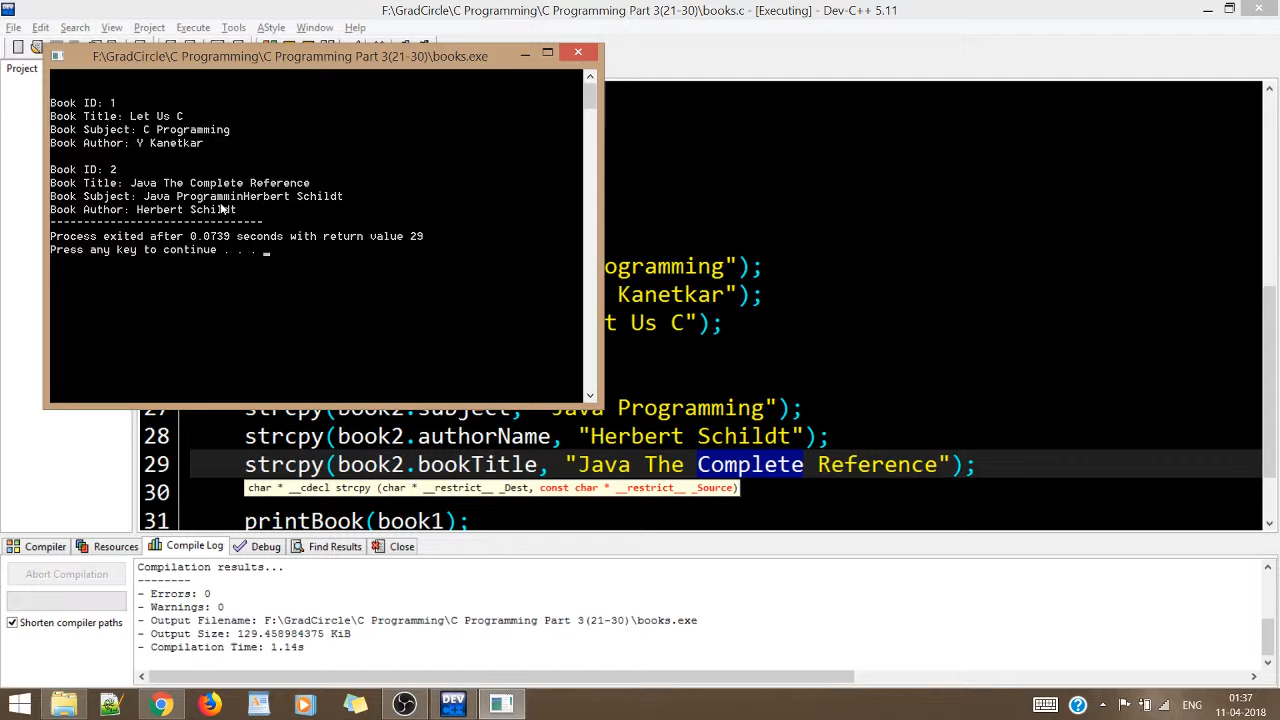 F:\GradCircle\C Programming\C Programming Part 3(21-30)\books.c - [Executing] - Dev-C++ 5.11
File Edit Search View Project Execute Tools AStyle Window Help
F:\GradCircle\C Programming\C Programming Part 3(21-30)\books.exe
Project
Book ID: 1
Book Title: Let Us C
Book Subject: C Programming
Book Author: Y Kanetkar
Book ID: 2
Book Title: Java The Complete Reference
Book Subject: Java ProgramminHerbert Schildt
Book Author: Herbert Schildt
--------------------------------
Process exited after 0.0739 seconds with return value 29
Press any key to continue . . .
ogramming");
Kanetkar");
t Us C");
27 strcpy(book2.subject, "Java Programming");
28 strcpy(book2.authorName, "Herbert Schildt");
29 strcpy(book2.bookTitle, "Java The Complete Reference");
char * __cdecl strcpy (char * __restrict__ _Dest, const char * __restrict__ _Source)
30
31 printBook(book1);
Compiler Resources Compile Log Debug Find Results Close
Abort Compilation
Shorten compiler paths
Compilation results...
--------
- Errors: 0
- Warnings: 0
- Output Filename: F:\GradCircle\C Programming\C Programming Part 3(21-30)\books.exe
- Output Size: 129.458984375 KiB
- Compilation Time: 1.14s
DEV
ENG
01:37
11-04-2018